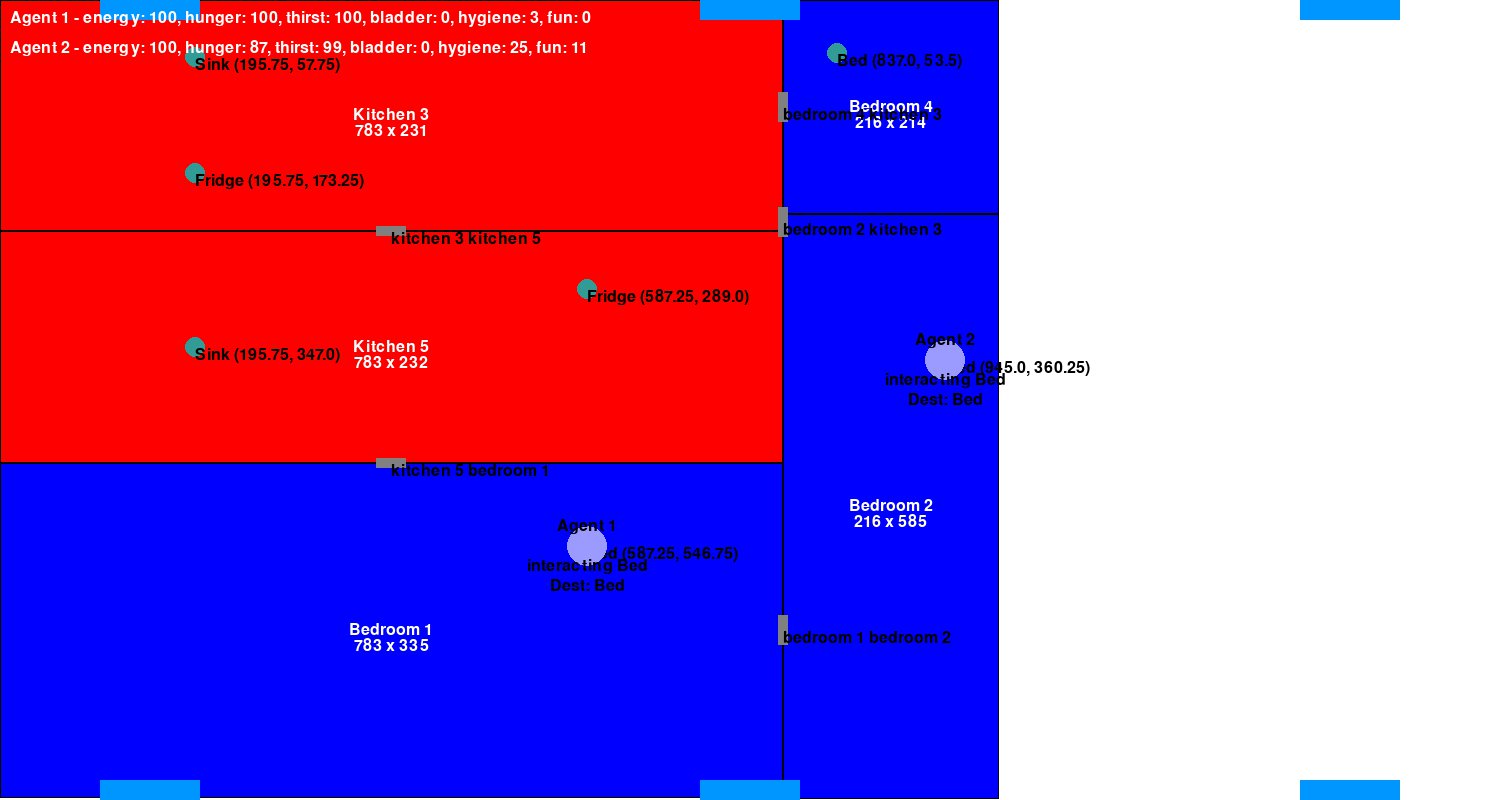 Agent 1 - energy: 100, hunger: 100, thirst: 100, bladder: 0, hygiene: 3, fun: 0
Agent 2 - energy: 100, hunger: 87, thirst: 99, bladder: 0, hygiene: 25, fun: 11
Sink (195.75, 57.75)
Bed (837.0, 53.5)
Kitchen 3
783 x 231
Bedroom 4
216 x 214
bedroom 4 kitchen 3
Fridge (195.75, 173.25)
bedroom 2 kitchen 3
kitchen 3 kitchen 5
Fridge (587.25, 289.0)
Sink (195.75, 347.0)
Kitchen 5
783 x 232
Agent 2
(945.0, 360.25)
interacting Bed
Dest: Bed
kitchen 5 bedroom 1
Bedroom 2
216 x 585
Agent 1
(587.25, 546.75)
interacting Bed
Dest: Bed
Bedroom 1
783 x 335
bedroom 1 bedroom 2